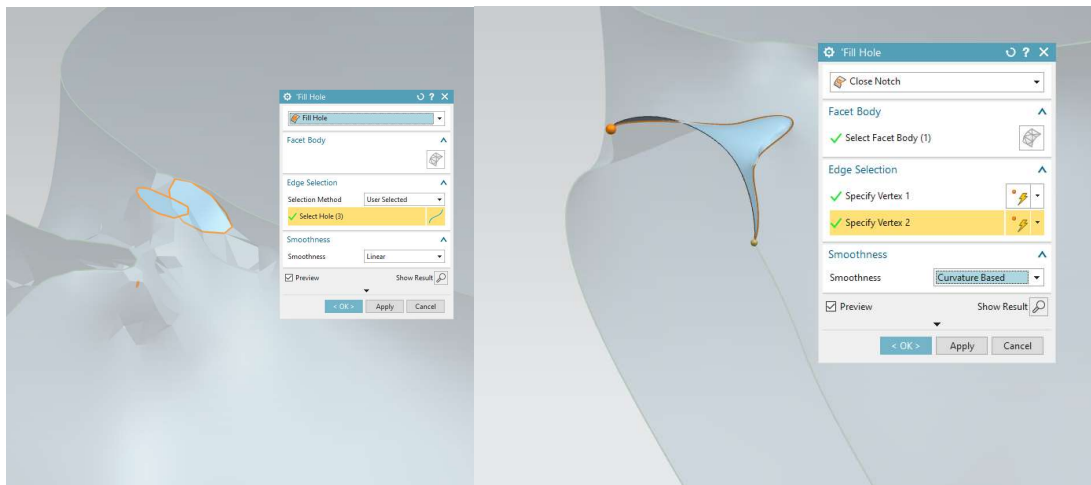 'Fill Hole
Fill Hole
Facet Body
Edge Selection
Selection Method User Selected
Select Hole (3)
Smoothness
Smoothness Linear
Preview Show Result
< OK > Apply Cancel
'Fill Hole
Close Notch
Facet Body
Select Facet Body (1)
Edge Selection
Specify Vertex 1
Specify Vertex 2
Smoothness
Smoothness Curvature Based
Preview Show Result
< OK > Apply Cancel